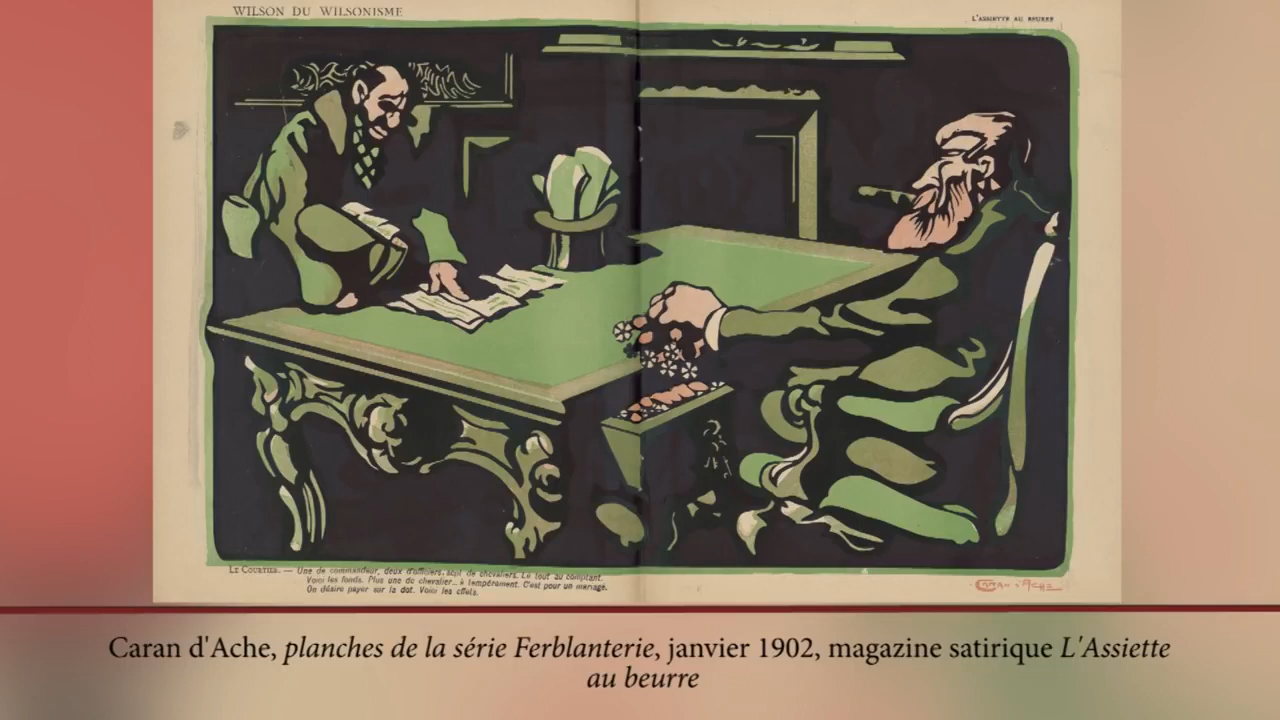 WILSON DU WILSONISME
L'ASSIETTE AU BEURRE
LE COURTIER. — Une de commandeur, deux d'officiers, sept de chevaliers. Le tout au comptant.
Voici les fonds. Plus une de chevalier... à tempérament. C'est pour un mariage.
On désire payer sur la dot. Voici les effets.
CARAN D'ACHE
Caran d'Ache, planches de la série Ferblanterie, janvier 1902, magazine satirique L'Assiette
au beurre